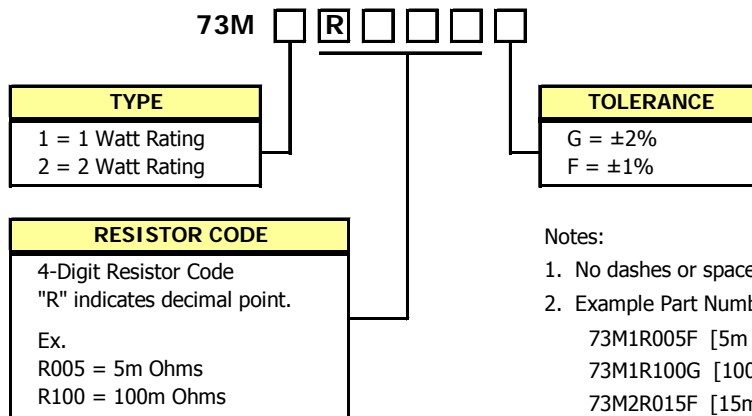 73M R
TYPE
1 = 1 Watt Rating
2 = 2 Watt Rating
TOLERANCE
G = ±2%
F = ±1%
RESISTOR CODE
4-Digit Resistor Code
"R" indicates decimal point.
Ex.
R005 = 5m Ohms
R100 = 100m Ohms
Notes:
1. No dashes or space
2. Example Part Numb
73M1R005F [5m
73M1R100G [100
73M2R015F [15m